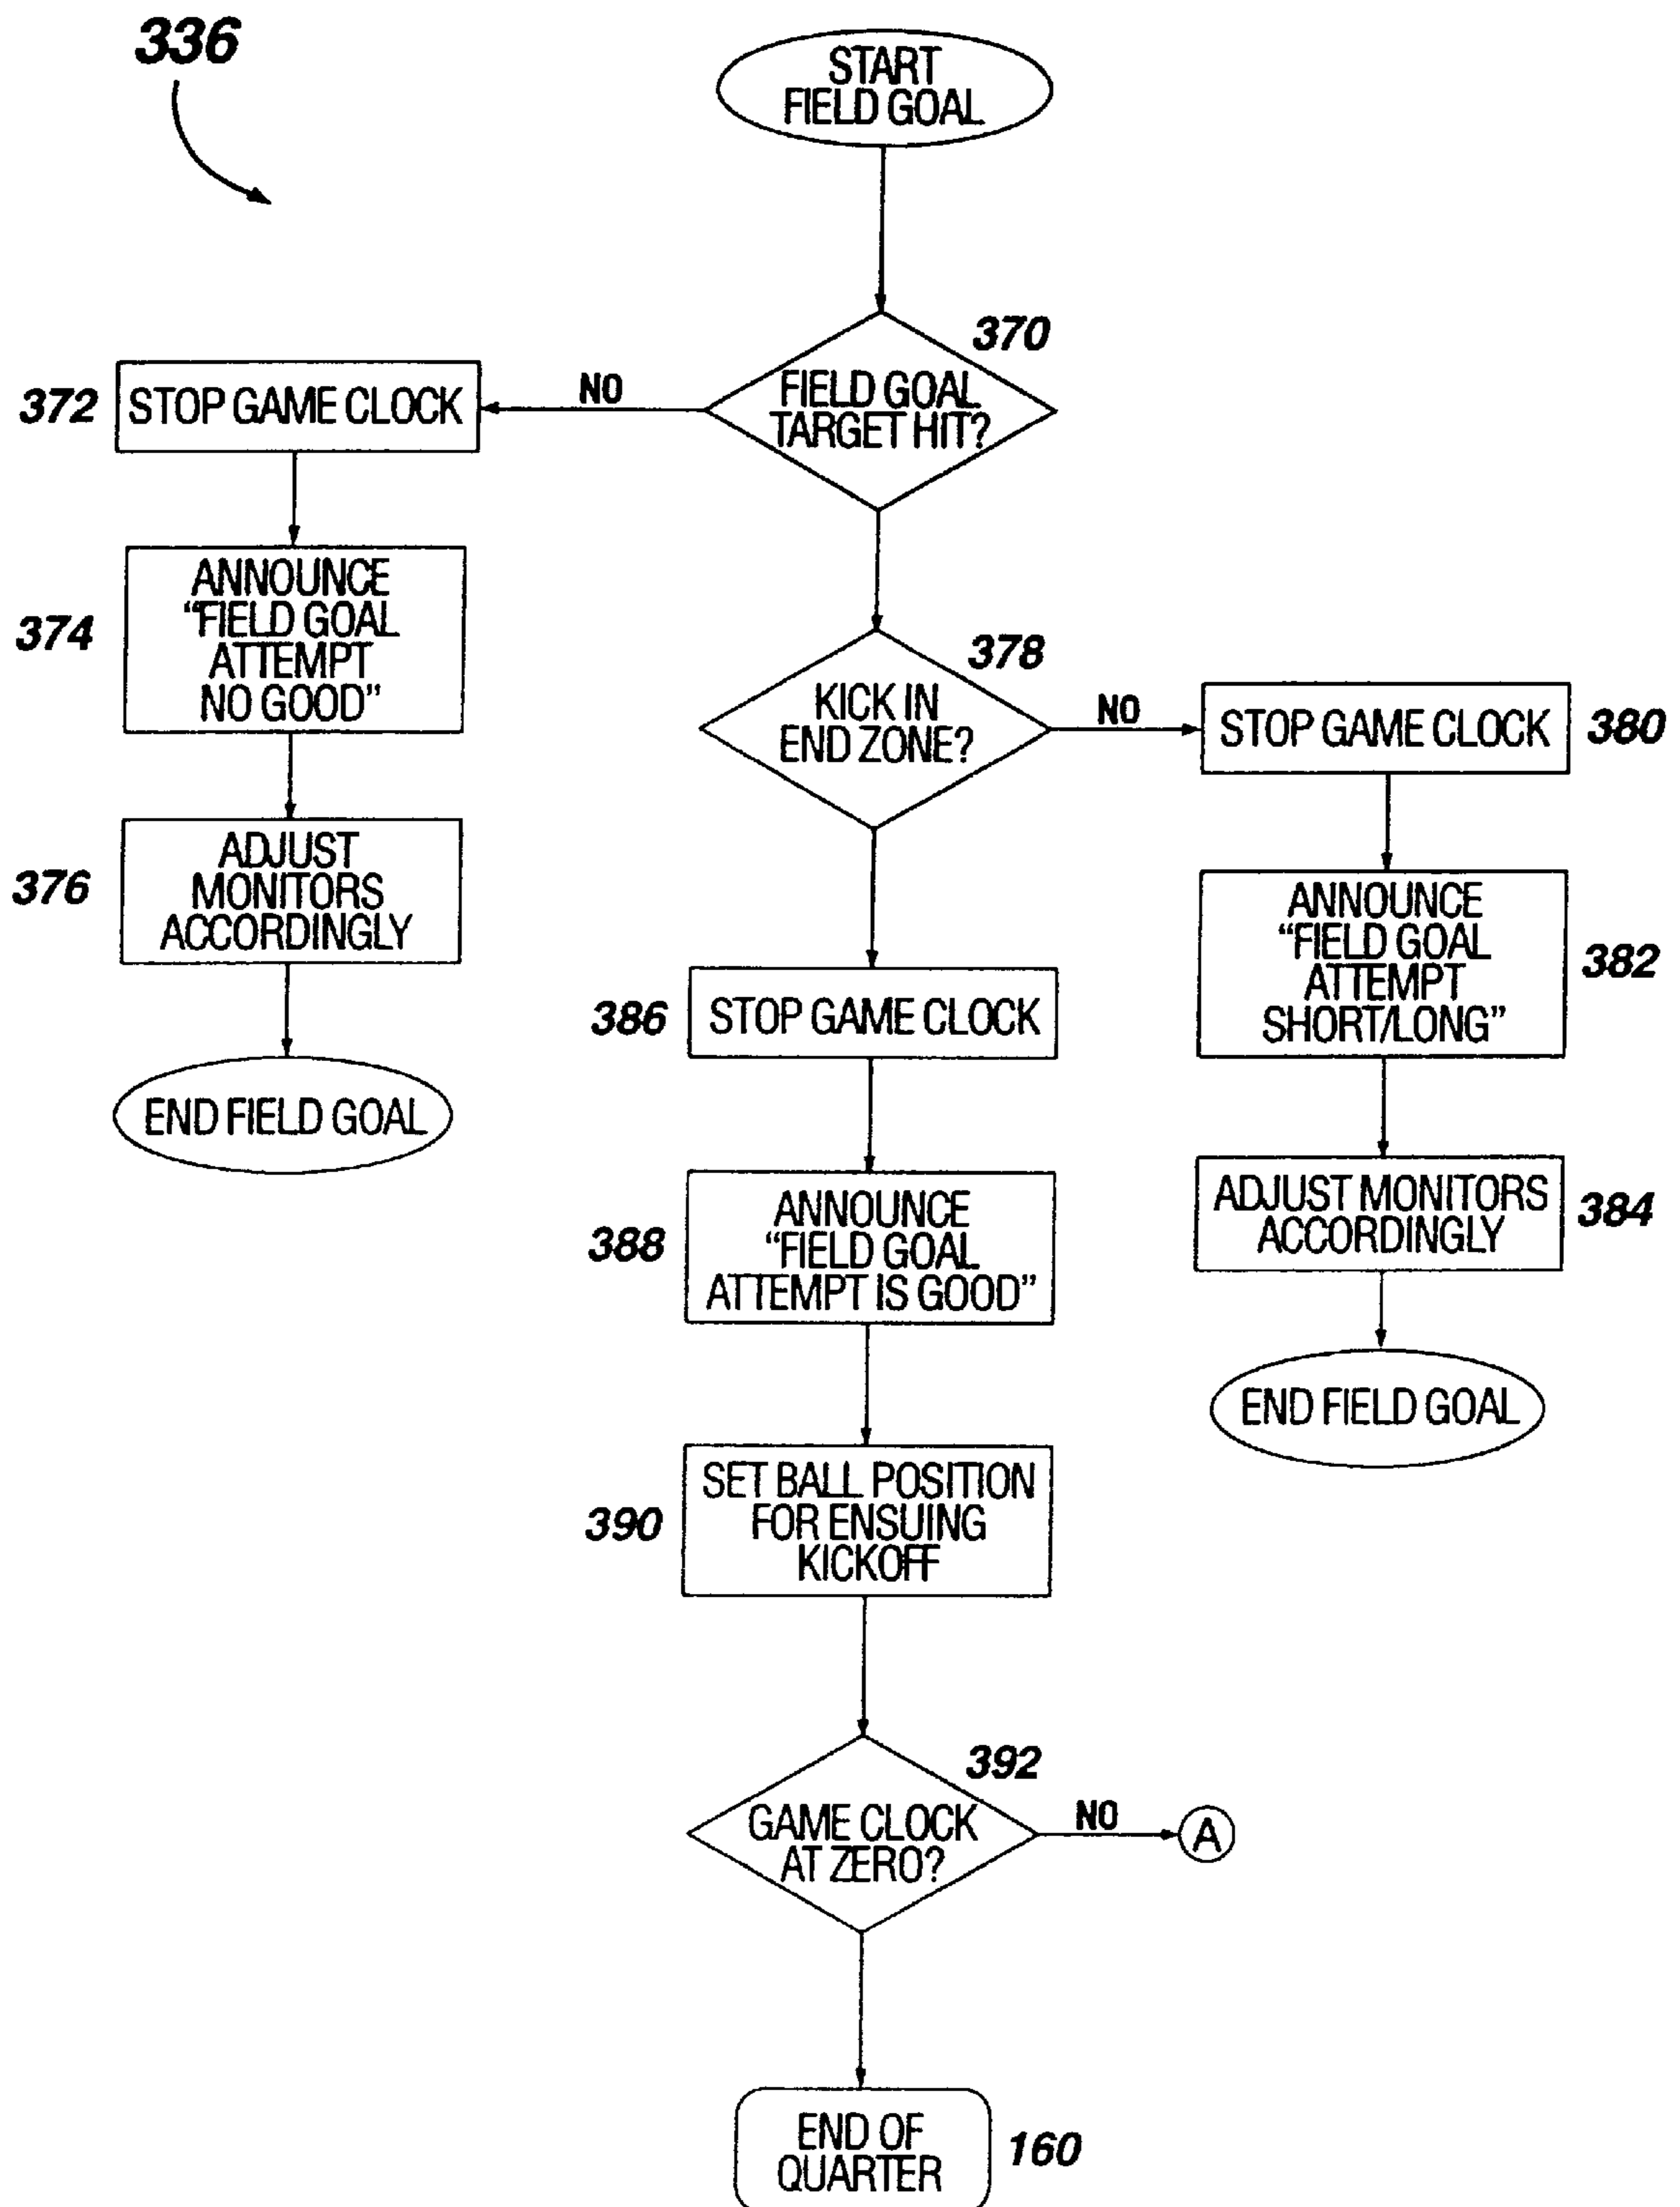 336
START
FIELD GOAL
370
FIELD GOAL
TARGET HIT?
NO
372
STOP GAME CLOCK
374
ANNOUNCE
“FIELD GOAL
ATTEMPT
NO GOOD”
376
ADJUST
MONITORS
ACCORDINGLY
END FIELD GOAL
378
KICK IN
END ZONE?
NO
STOP GAME CLOCK
380
ANNOUNCE
“FIELD GOAL
ATTEMPT
SHORT/LONG”
382
ADJUST MONITORS
ACCORDINGLY
384
END FIELD GOAL
386
STOP GAME CLOCK
388
ANNOUNCE
“FIELD GOAL
ATTEMPT IS GOOD”
390
SET BALL POSITION
FOR ENSUING
KICKOFF
392
GAME CLOCK
AT ZERO?
NO
A
END OF
QUARTER
160